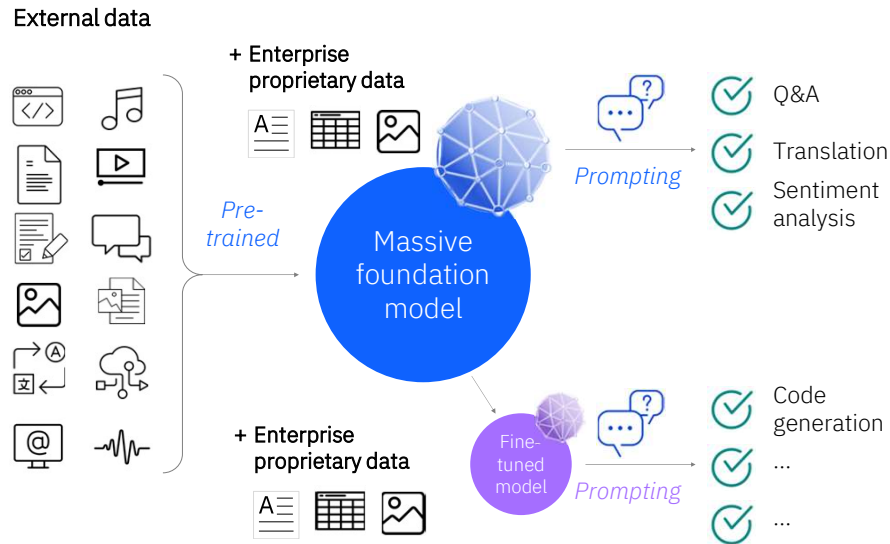 External data
+ Enterprise
proprietary data
</>
A
Pre-
trained
Massive
foundation
model
...
?
Prompting
Q&A
Translation
Sentiment
analysis
A
文
@
+ Enterprise
proprietary data
A
Fine-
tuned
model
...
?
Prompting
Code
generation
...
...